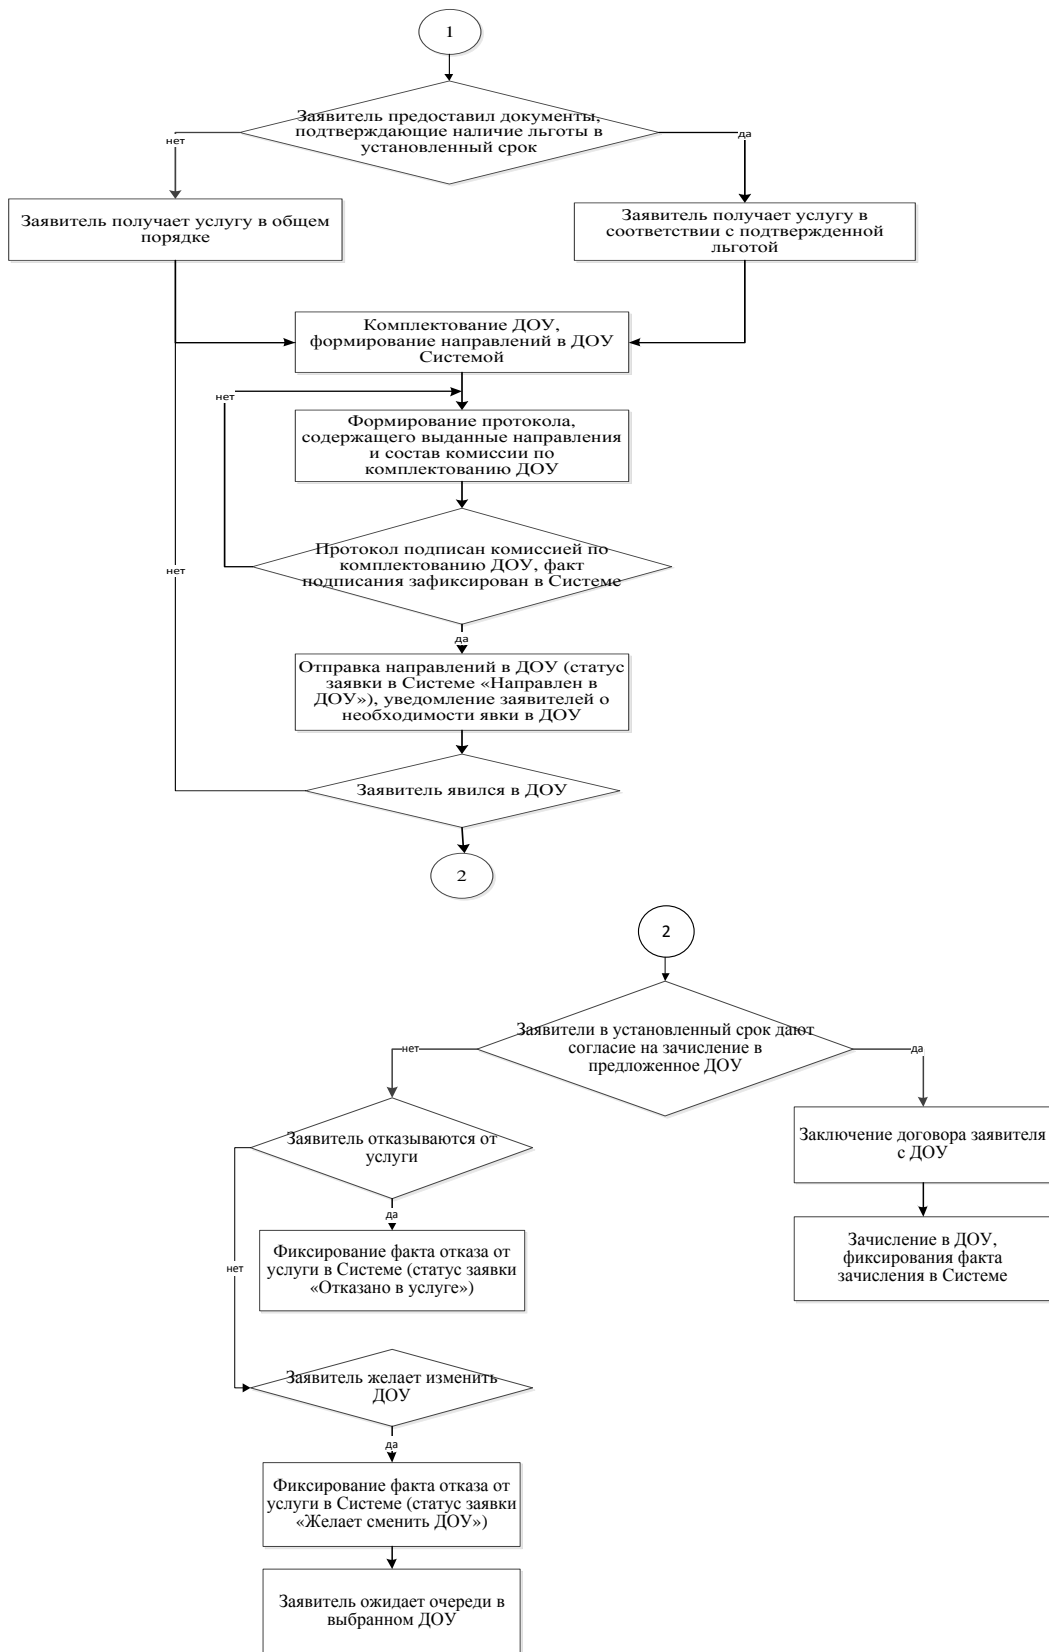 1
Заявитель предоставил документы,
подтверждающие наличие льготы в
установленный срок
нет
да
Заявитель получает услугу в общем
порядке
Заявитель получает услугу в
соответствии с подтвержденной
льготой
Комплектование ДОУ,
формирование направлений в ДОУ
Системой
нет
Формирование протокола,
содержащего выданные направления
и состав комиссии по
комплектованию ДОУ
Протокол подписан комиссией по
комплектованию ДОУ, факт
подписания зафиксирован в Системе
нет
да
Отправка направлений в ДОУ (статус
заявки в Системе «Направлен в
ДОУ»), уведомление заявителей о
необходимости явки в ДОУ
Заявитель явился в ДОУ
2
2
Заявители в установленный срок дают
согласие на зачисление в
предложенное ДОУ
нет
да
Заявитель отказываются от
услуги
Заключение договора заявителя
с ДОУ
да
Фиксирование факта отказа от
услуги в Системе (статус заявки
«Отказано в услуге»)
Зачисление в ДОУ,
фиксирования факта
зачисления в Системе
нет
Заявитель желает изменить
ДОУ
да
Фиксирование факта отказа от
услуги в Системе (статус заявки
«Желает сменить ДОУ»)
Заявитель ожидает очереди в
выбранном ДОУ